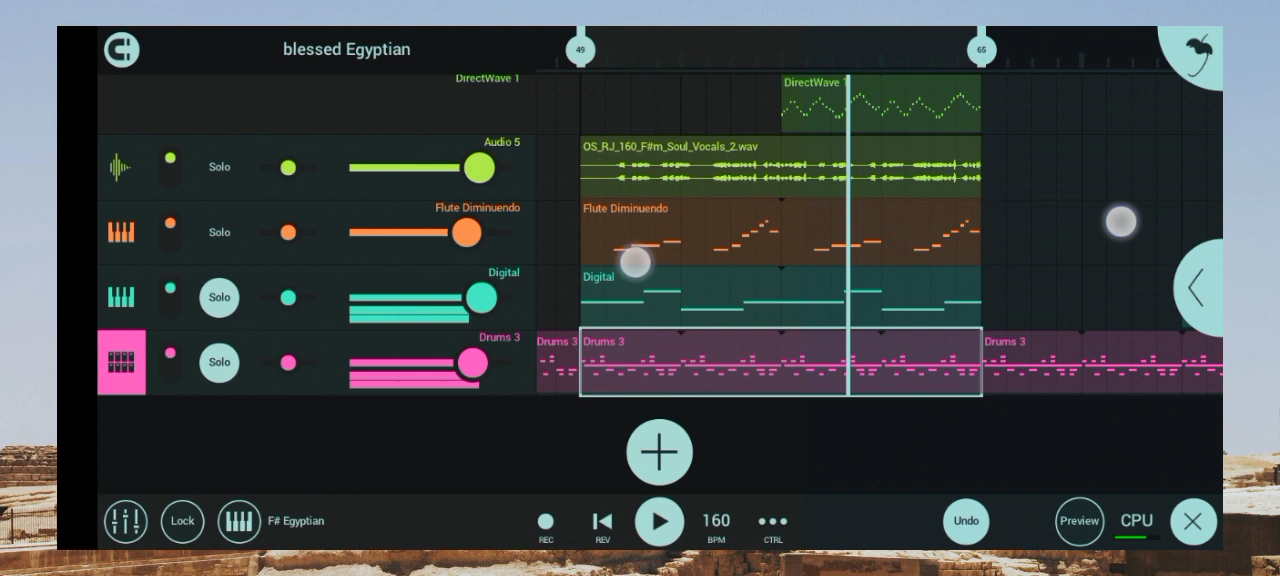 blessed Egyptian
49
65
DirectWave 1
DirectWave 1
Audio 5
Solo
OS_RJ_160_F#m_Soul_Vocals_2.wav
Flute Diminuendo
Solo
Flute Diminuendo
Digital
Solo
Digital
Drums 3
Solo
Drums 3
Drums 3
Drums 3
Lock
F# Egyptian
REC
REV
160
BPM
CTRL
Undo
Preview
CPU